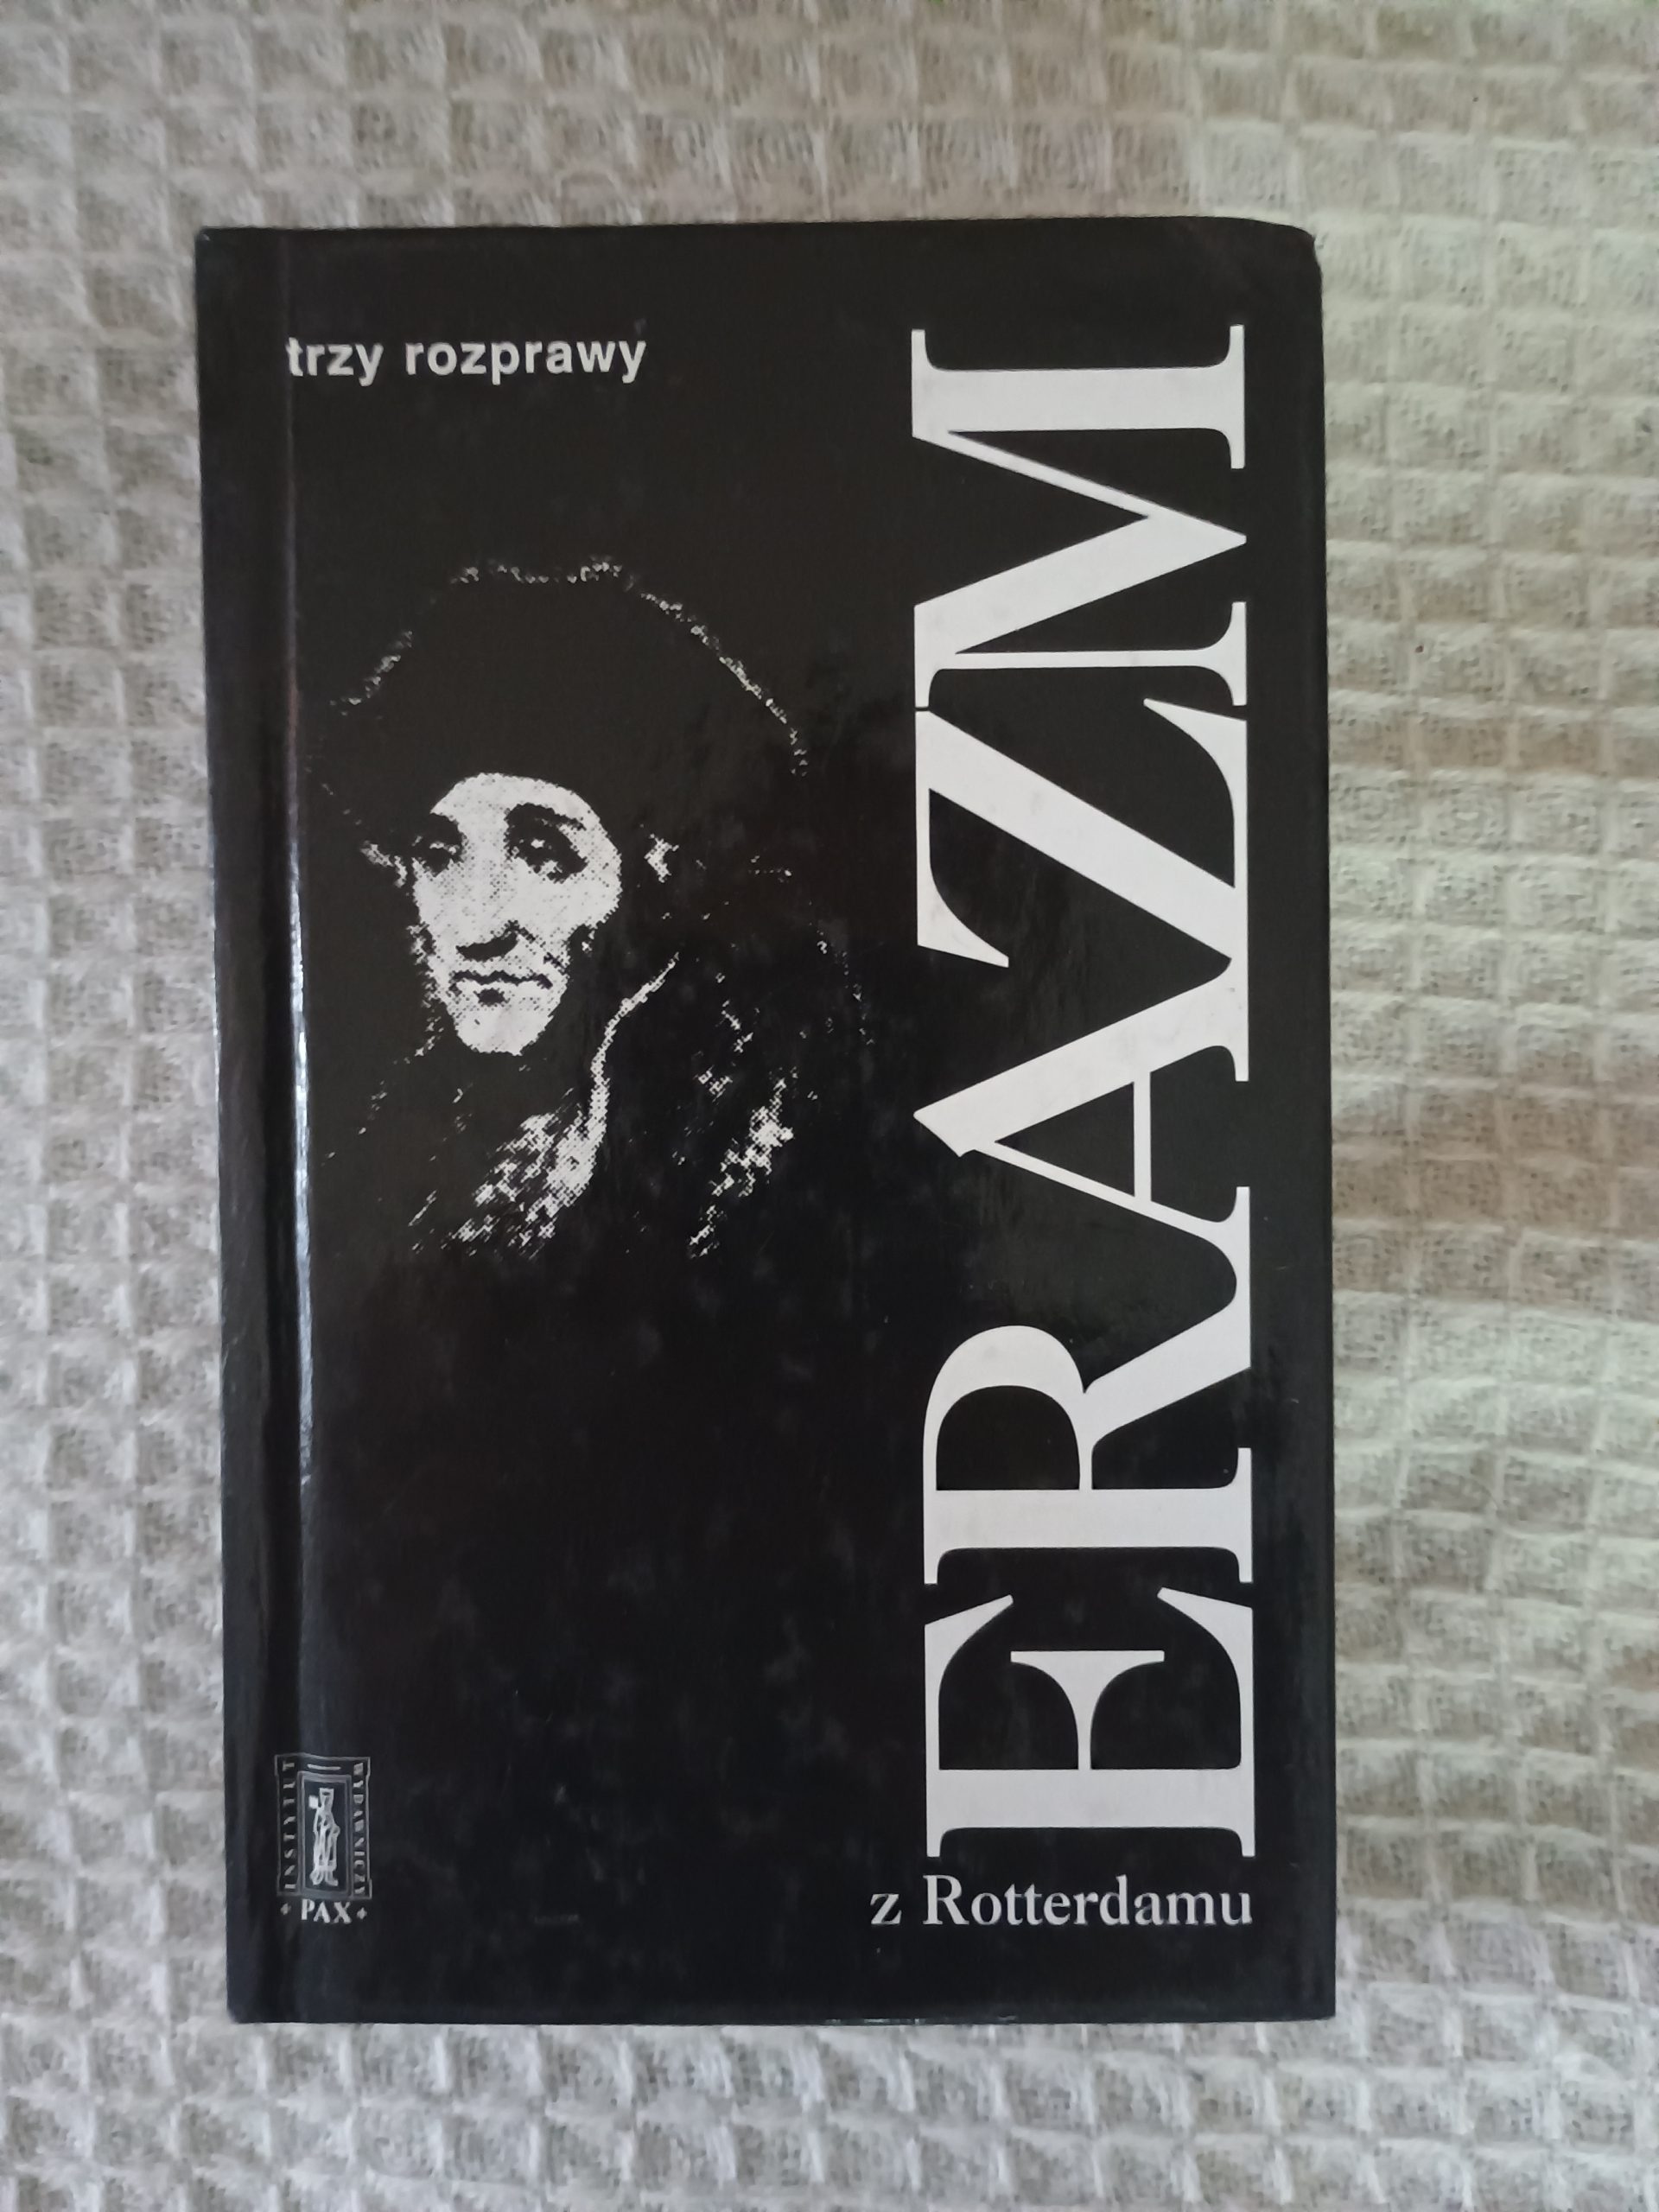 trzy rozprawy
ERAZM
z Rotterdamu
INSTYTUT
WYDAWNICZY
PAX